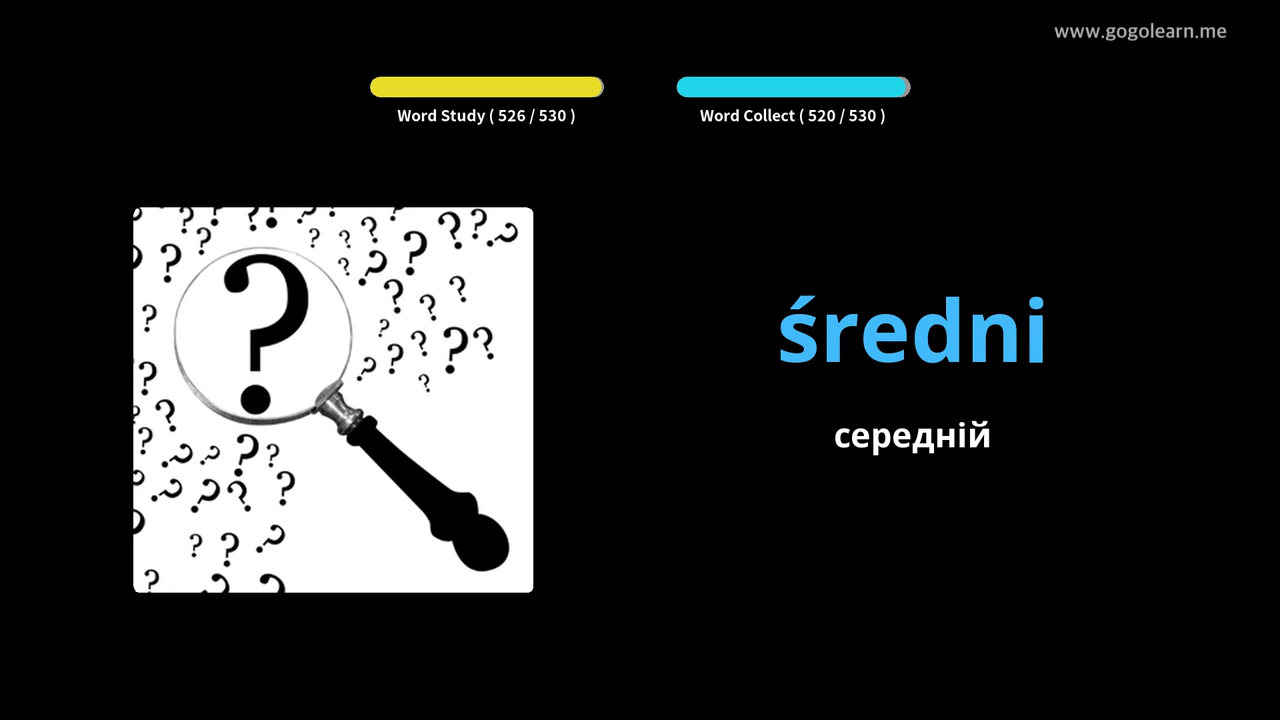 www.gogolearn.me
Word Study ( 526 / 530 )
Word Collect ( 520 / 530 )
średni
середній